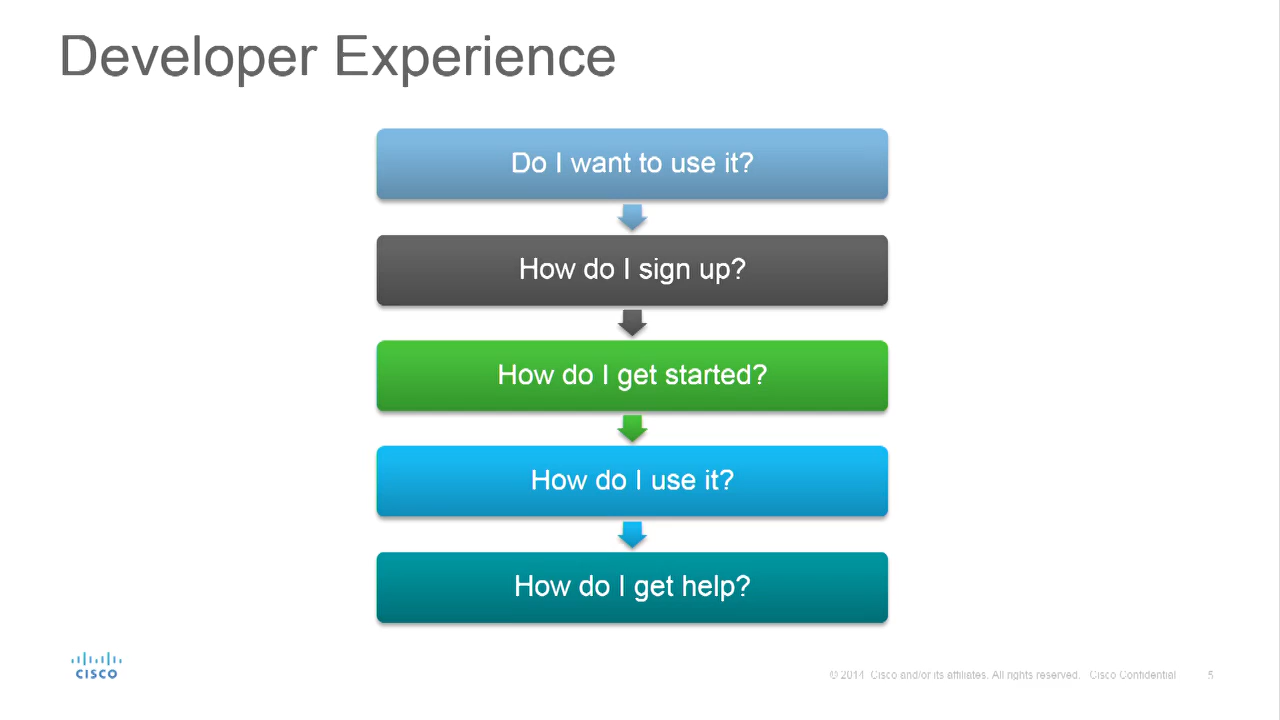 Developer Experience
Do I want to use it?
How do I sign up?
How do I get started?
How do I use it?
How do I get help?
CISCO
© 2014 Cisco and/or its affiliates. All rights reserved. Cisco Confidential 5